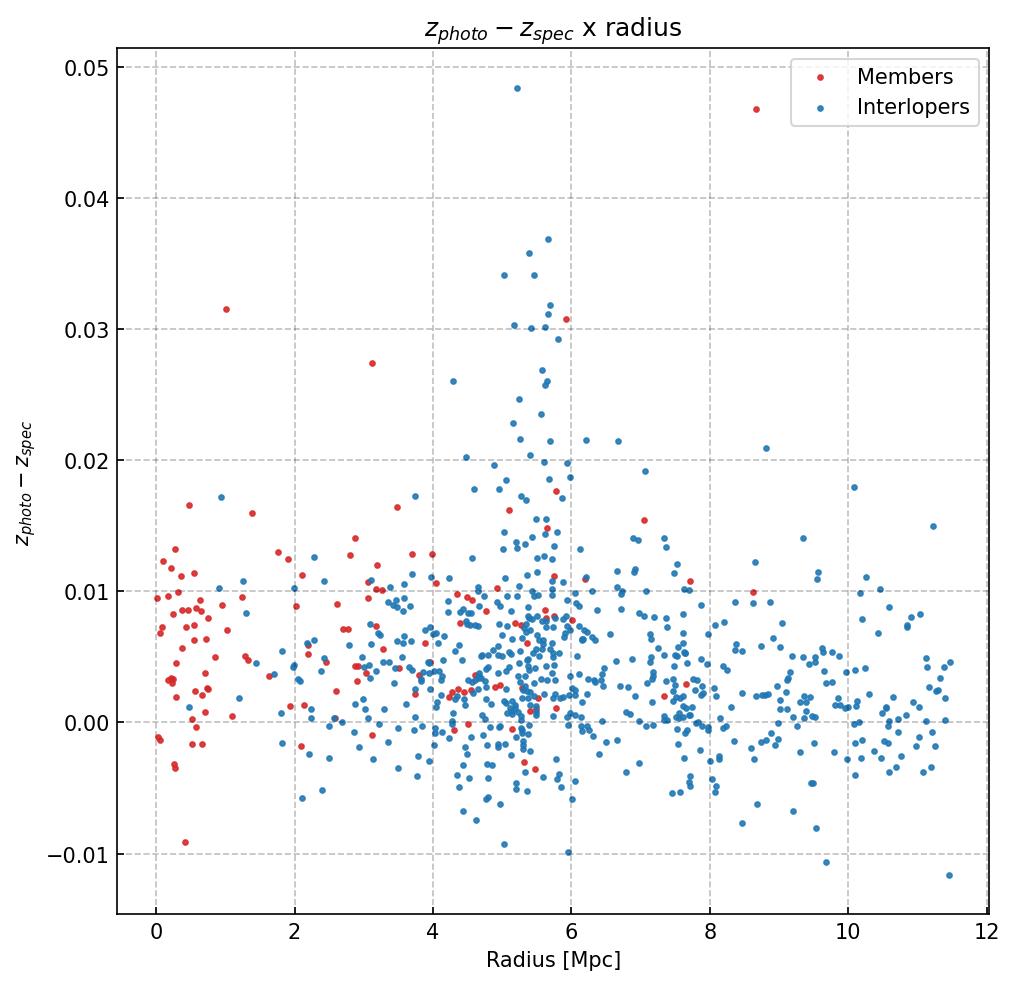 z_photo − z_spec x radius
Members
Interlopers
0.05
0.04
0.03
0.02
0.01
0.00
−0.01
z_photo − z_spec
0 2 4 6 8 10 12
Radius [Mpc]